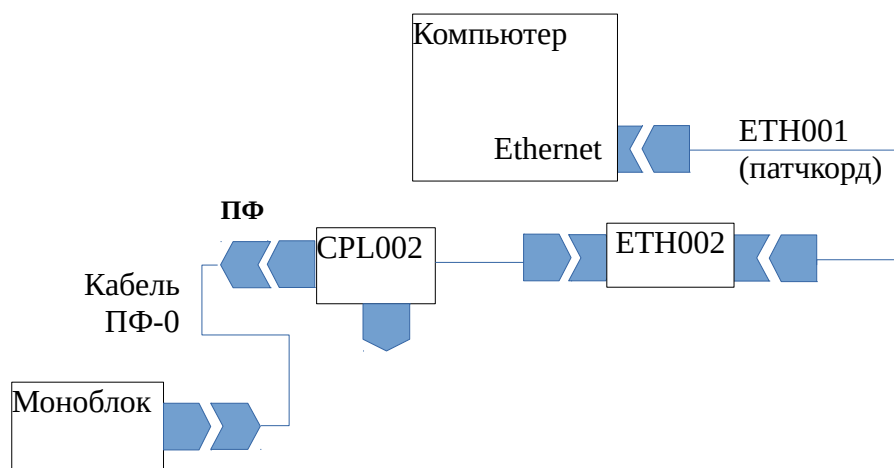 Компьютер
Ethernet
ETH001
(патчкорд)
ПФ
CPL002
ETH002
Кабель
ПФ-0
Моноблок